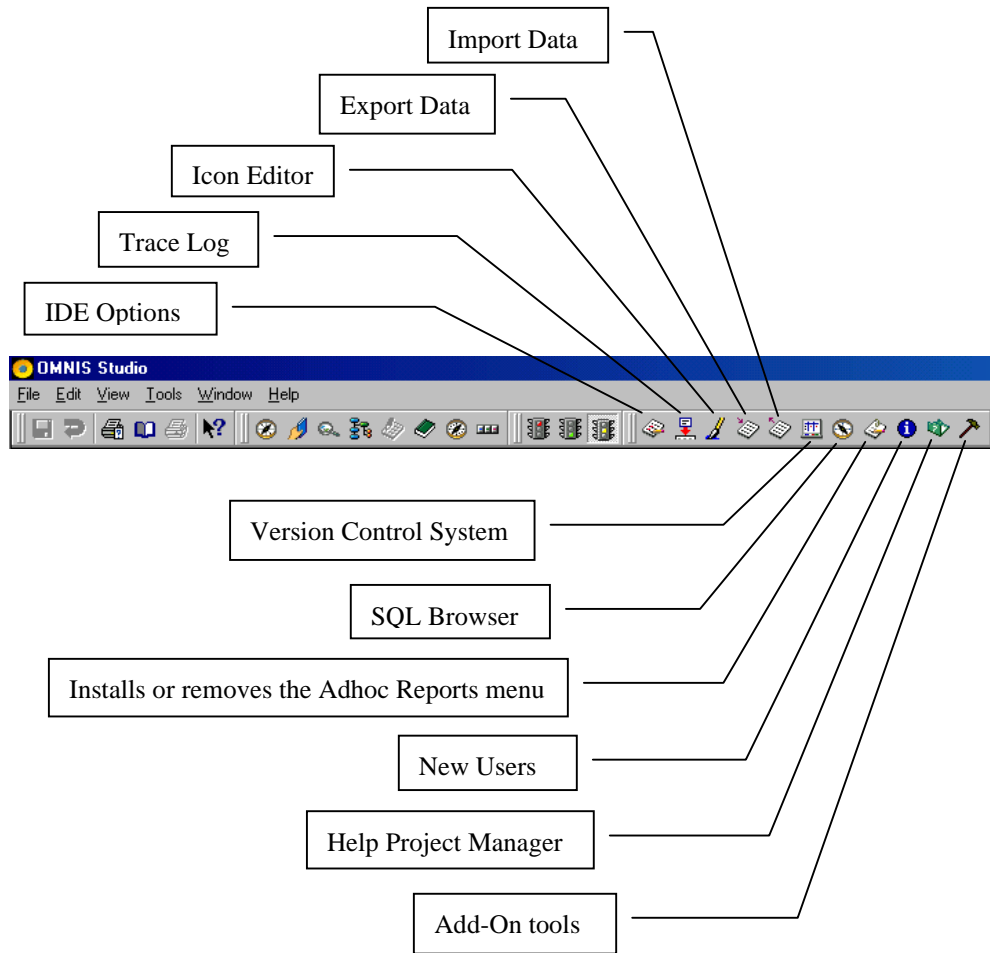 Import Data
Export Data
Icon Editor
Trace Log
IDE Options
OMNIS Studio
File Edit View Tools Window Help
Version Control System
SQL Browser
Installs or removes the Adhoc Reports menu
New Users
Help Project Manager
Add-On tools